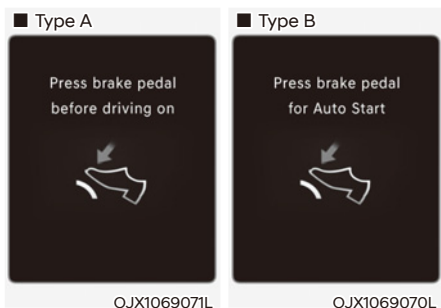 ■ Type A
Press brake pedal
before driving on
OJX1069071L
■ Type B
Press brake pedal
for Auto Start
OJX1069070L